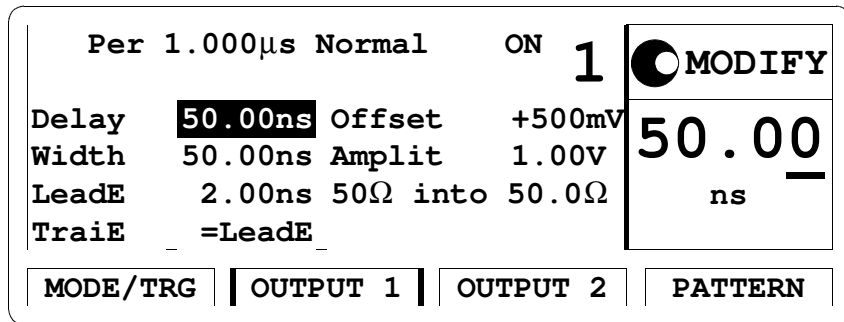 Per 1.000µs Normal ON 1
MODIFY
Delay 50.00ns Offset +500mV
Width 50.00ns Amplit 1.00V
LeadE 2.00ns 50Ω into 50.0Ω
TraiE =LeadE
50.00
ns
MODE/TRG OUTPUT 1 OUTPUT 2 PATTERN